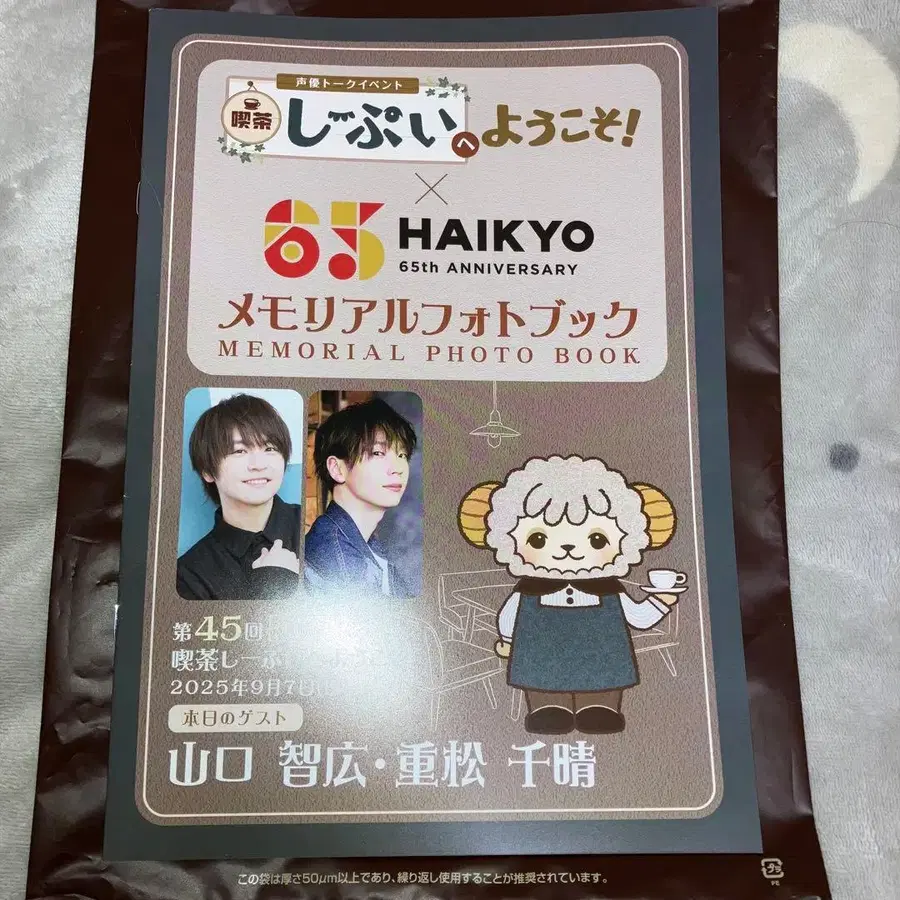 声優トークイベント
喫茶
しーぷぃへようこそ!
×
65 HAIKYO
65th ANNIVERSARY
メモリアルフォトブック
MEMORIAL PHOTO BOOK
第45回
喫茶しーぷ
2025年9月7日
本日のゲスト
山口 智広・重松 千晴
この袋は厚さ50μm以上であり、繰り返し使用することが推奨されています。
プラ
PE